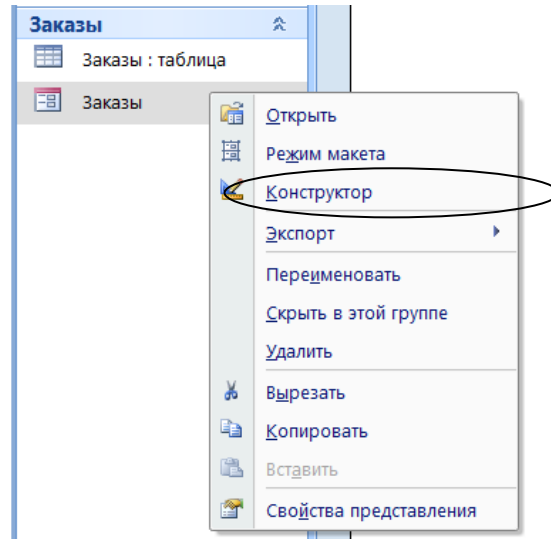 Заказы
Заказы : таблица
Заказы
Открыть
Режим макета
Конструктор
Экспорт
Переименовать
Скрыть в этой группе
Удалить
Вырезать
Копировать
Вставить
Свойства представления